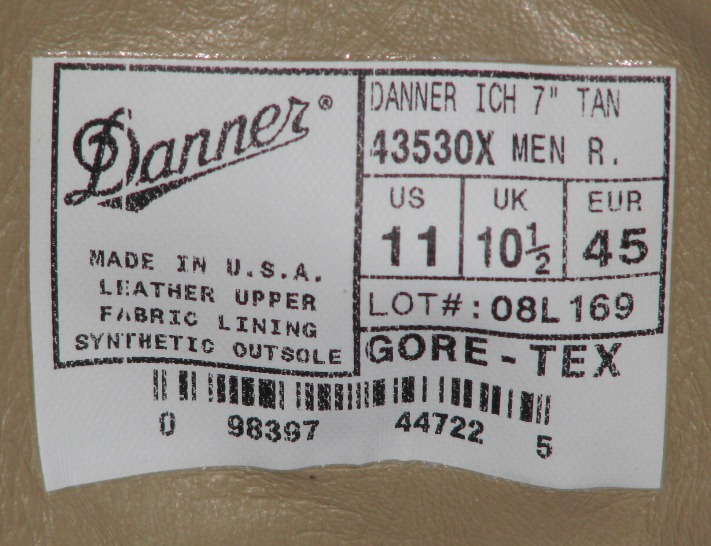 Danner®
MADE IN U.S.A.
LEATHER UPPER
FABRIC LINING
SYNTHETIC OUTSOLE
DANNER ICH 7" TAN
43530X MEN R.
US UK EUR
11 10½ 45
LOT#: 08L169
GORE-TEX
0 98397 44722 5